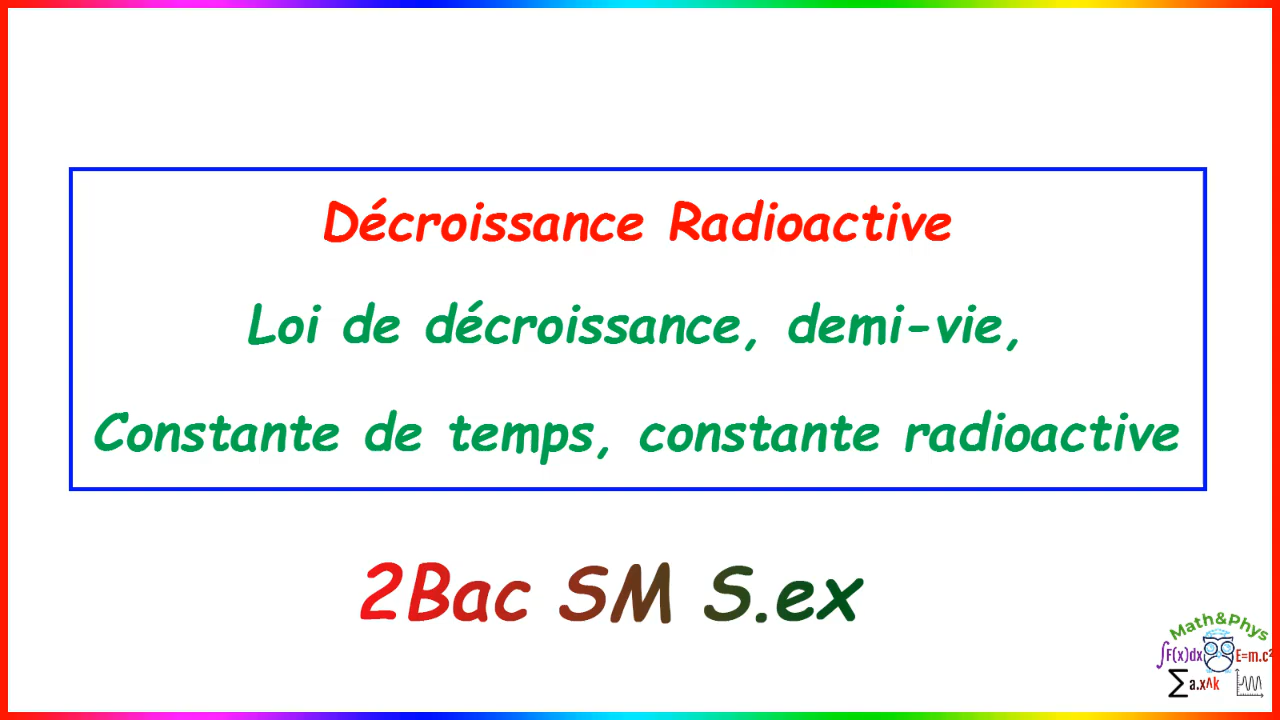 Décroissance Radioactive
Loi de décroissance, demi-vie,
Constante de temps, constante radioactive
2Bac SM S.ex
Math&Phys
∫F(x)dx E=m.c²
∑a.x^k